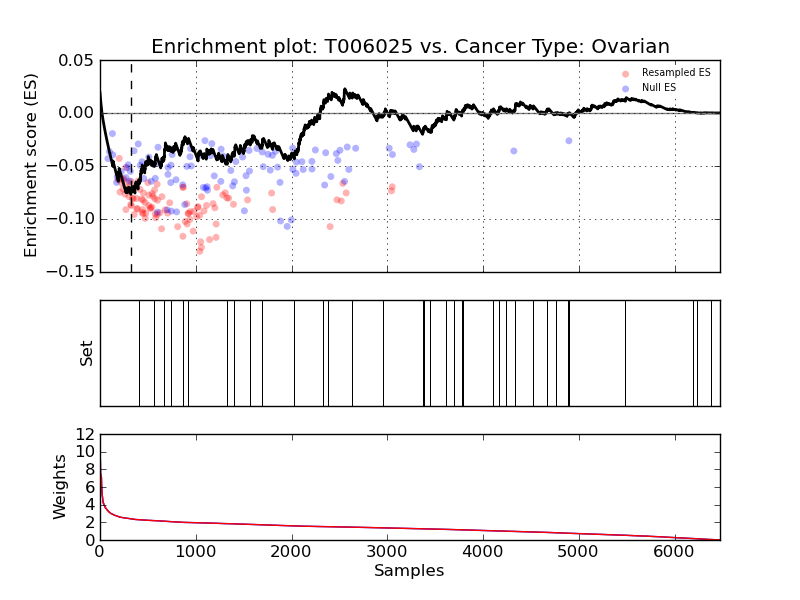 Enrichment plot: T006025 vs. Cancer Type: Ovarian
Enrichment score (ES)
0.05
0.00
−0.05
−0.10
−0.15
Resampled ES
Null ES
Set
Weights
12
10
8
6
4
2
0
0 1000 2000 3000 4000 5000 6000
Samples